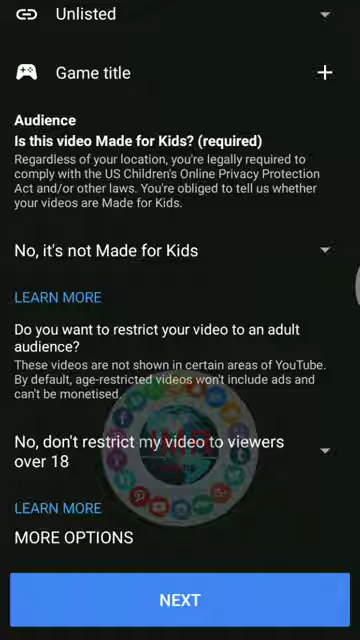 Unlisted
Game title
Audience
Is this video Made for Kids? (required)
Regardless of your location, you're legally required to
comply with the US Children's Online Privacy Protection
Act and/or other laws. You're obliged to tell us whether
your videos are Made for Kids.
No, it's not Made for Kids
LEARN MORE
Do you want to restrict your video to an adult
audience?
These videos are not shown in certain areas of YouTube.
By default, age-restricted videos won't include ads and
can't be monetised.
No, don't restrict my video to viewers
over 18
LEARN MORE
MORE OPTIONS
NEXT